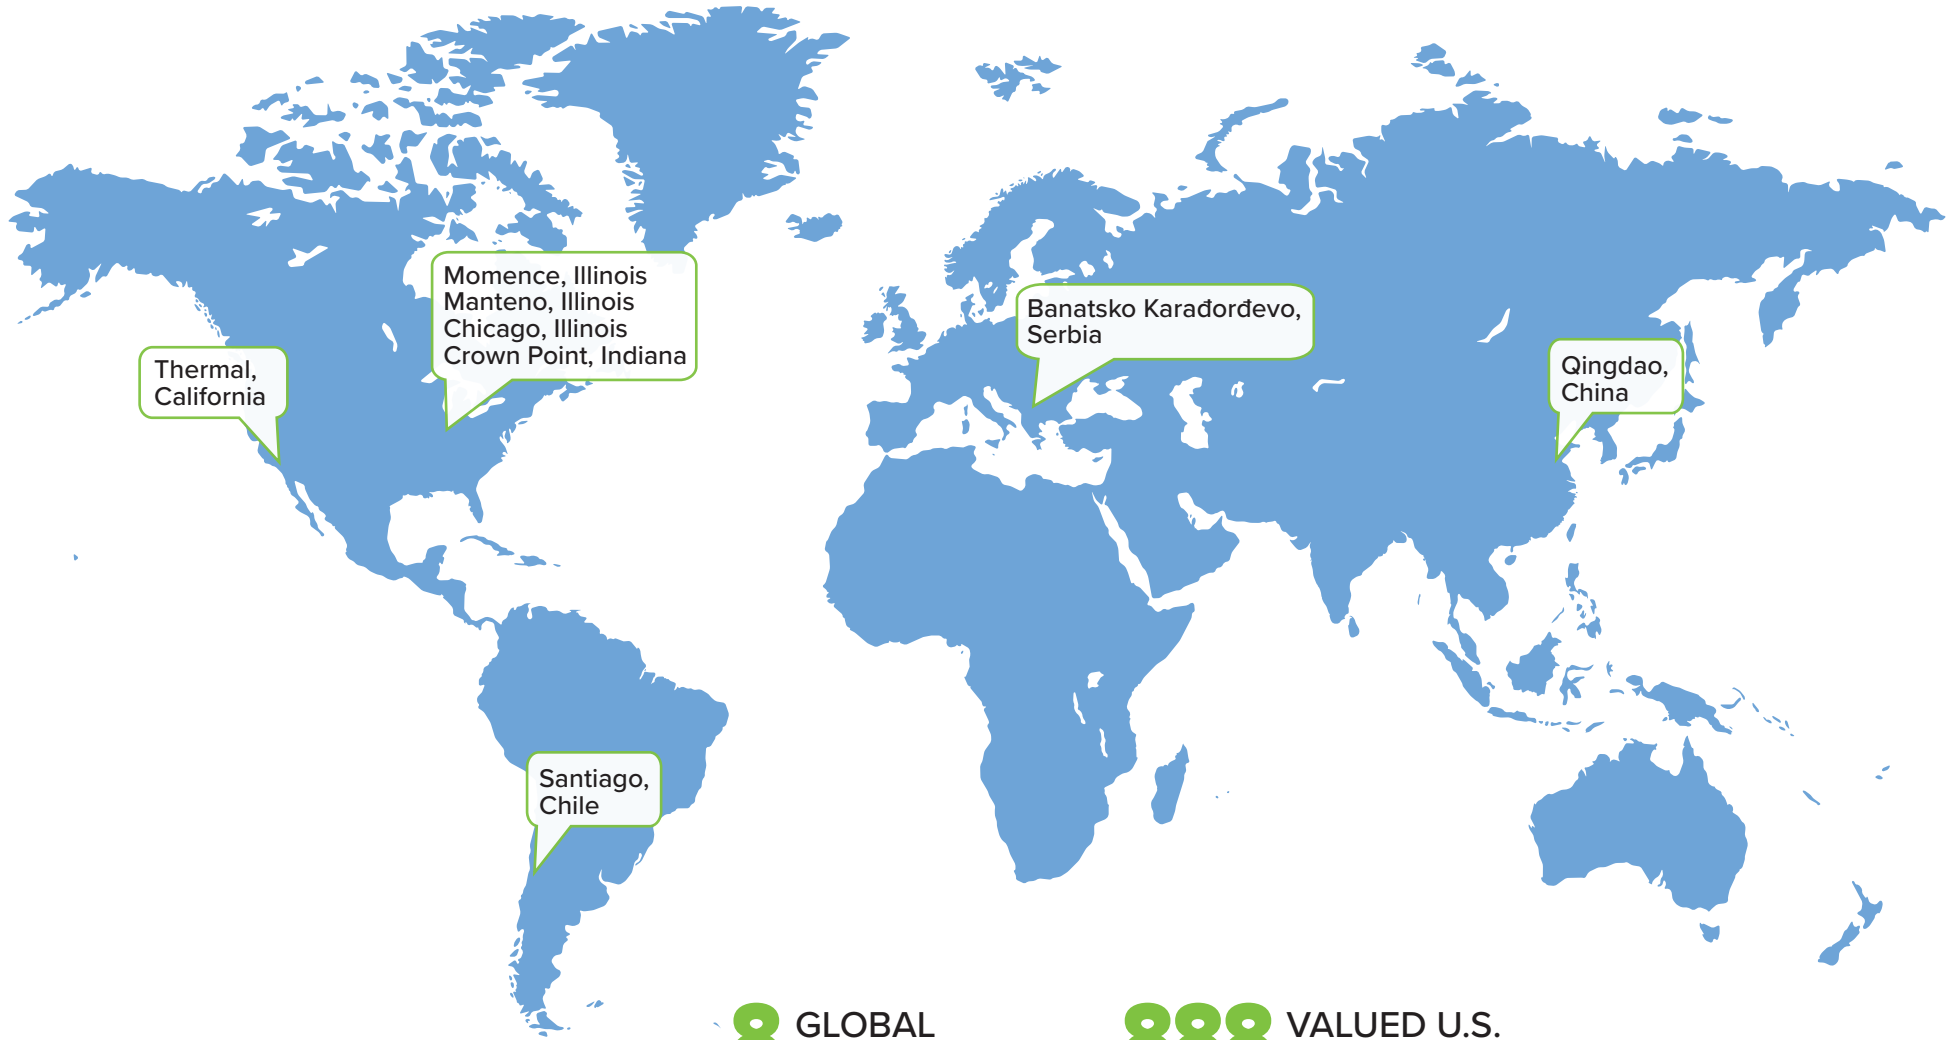 Momence, Illinois
Manteno, Illinois
Chicago, Illinois
Crown Point, Indiana
Thermal,
California
Banatsko Karađorđevo,
Serbia
Qingdao,
China
Santiago,
Chile
GLOBAL
VALUED U.S.